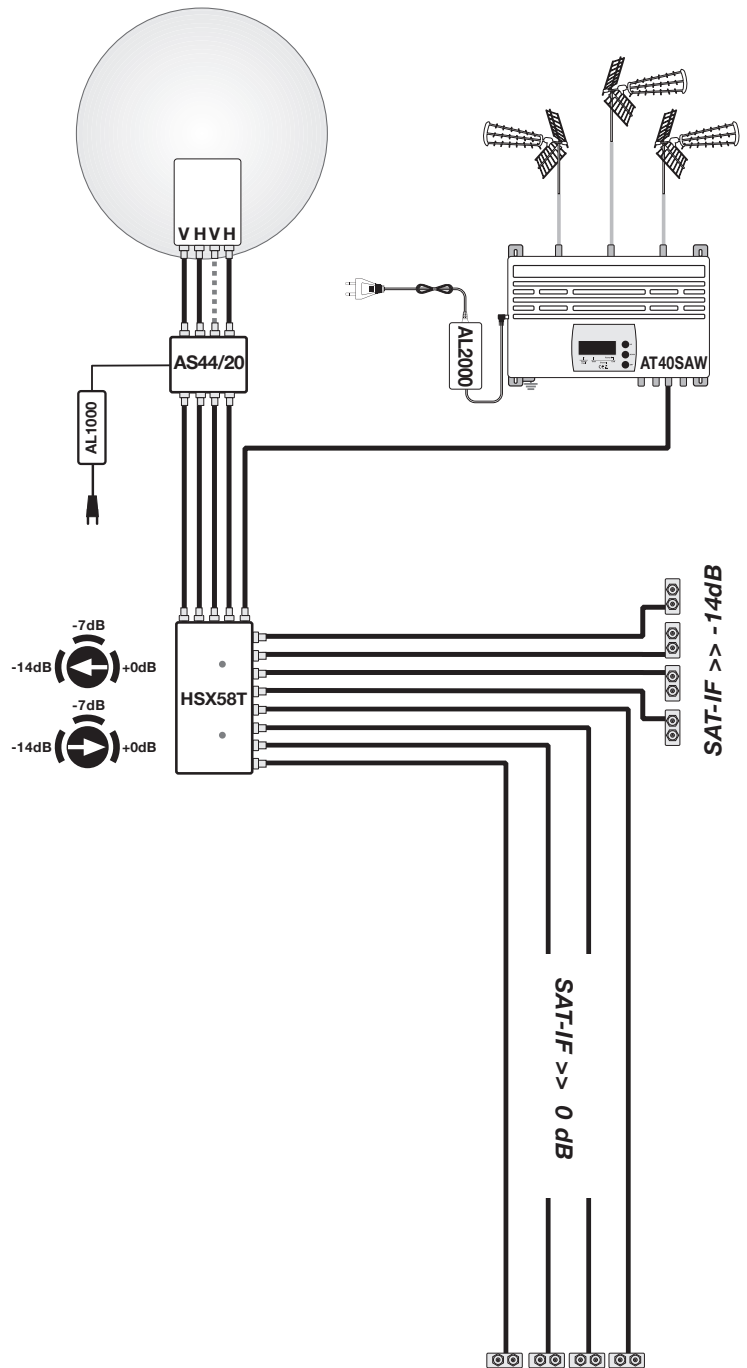 V H V H
AS44/20
AL1000
AL2000
AT40SAW
-7dB
-14dB
+0dB
-7dB
-14dB
+0dB
HSX58T
SAT-IF >> -14dB
SAT-IF >> 0 dB